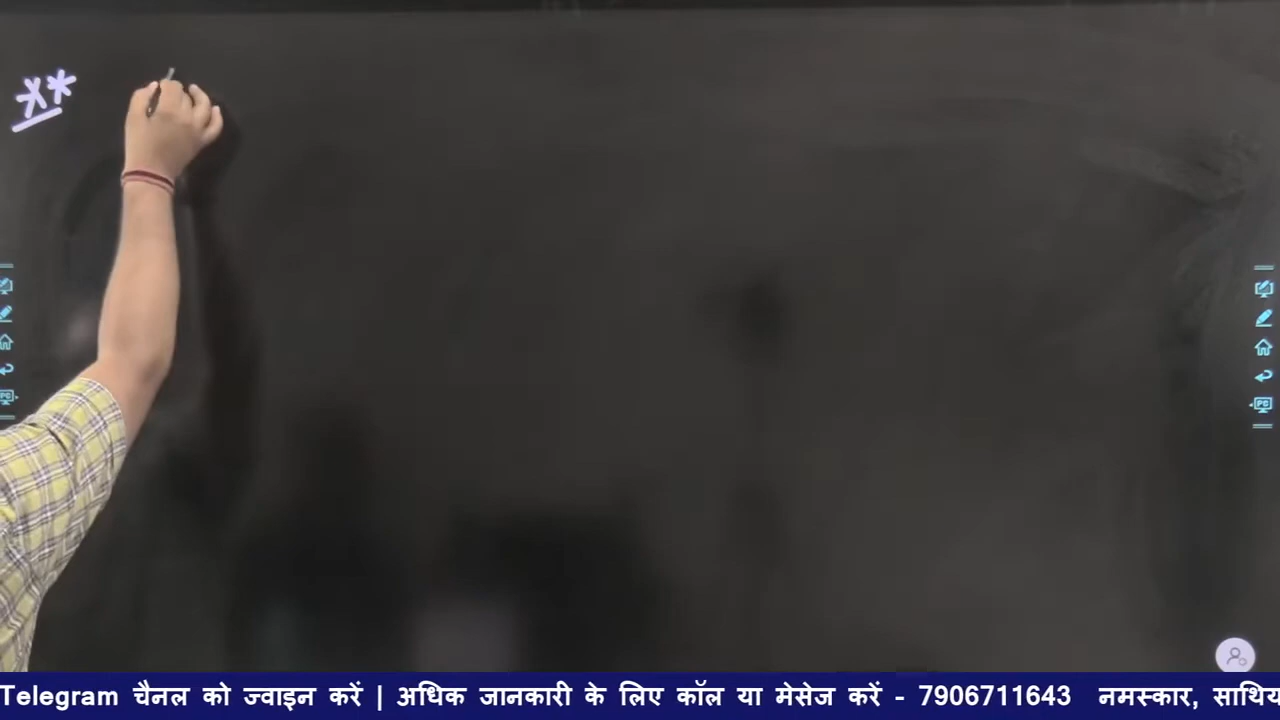 **
Telegram चैनल को ज्वाइन करें | अधिक जानकारी के लिए कॉल या मेसेज करें - 7906711643 नमस्कार, साथिय